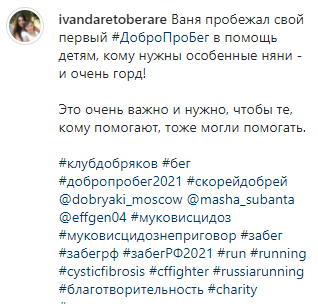 ivandaretoberare Ваня пробежал свой
первый #ДоброПроБег в помощь
детям, кому нужны особенные няни -
и очень горд!
Это очень важно и нужно, чтобы те,
кому помогают, тоже могли помогать.
#клубдобряков #бег
#добропробег2021 #скорейдобрей
@dobryaki_moscow @masha_subanta
@effgen04 #муковисцидоз
#муковисцидознеприговор #забег
#забегрф #забегРФ2021 #run #running
#cysticfibrosis #cffighter #russiarunning
#благотворительность #charity